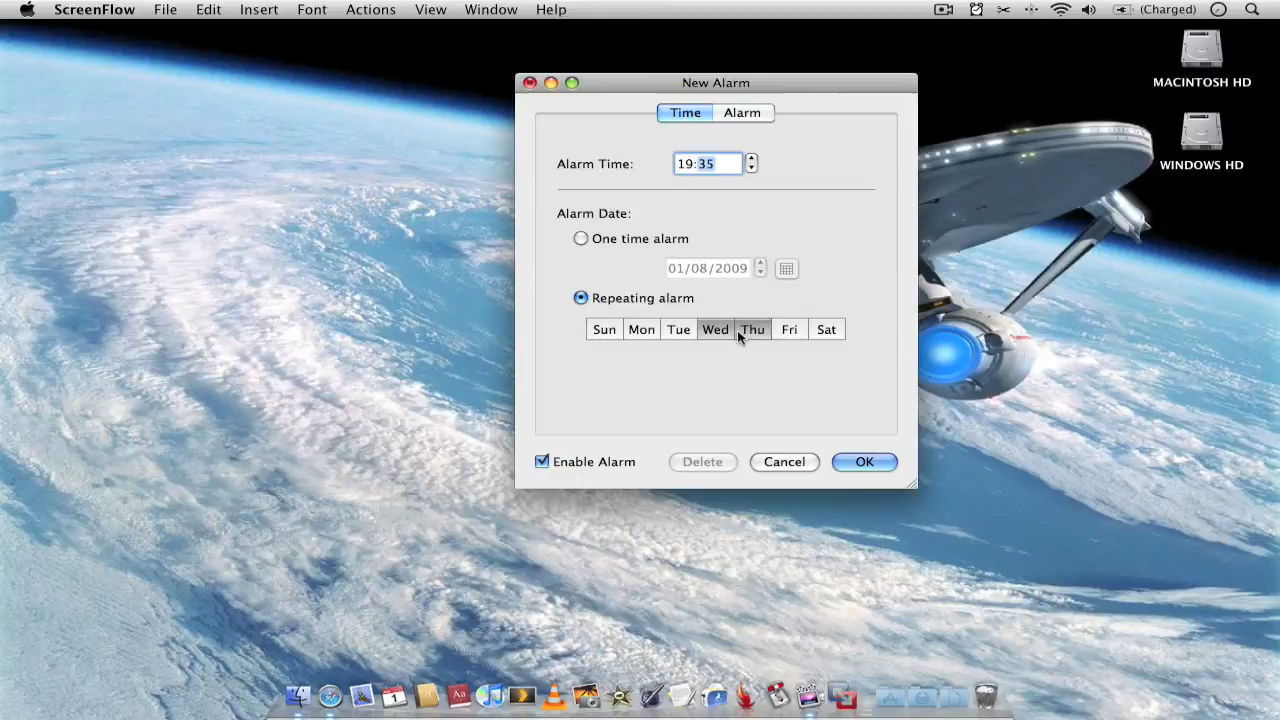 ScreenFlow File Edit Insert Font Actions View Window Help (Charged)
MACINTOSH HD
WINDOWS HD
New Alarm
Time Alarm
Alarm Time: 19:35
Alarm Date:
One time alarm
01/08/2009
Repeating alarm
Sun Mon Tue Wed Thu Fri Sat
Enable Alarm Delete Cancel OK
1 Aa